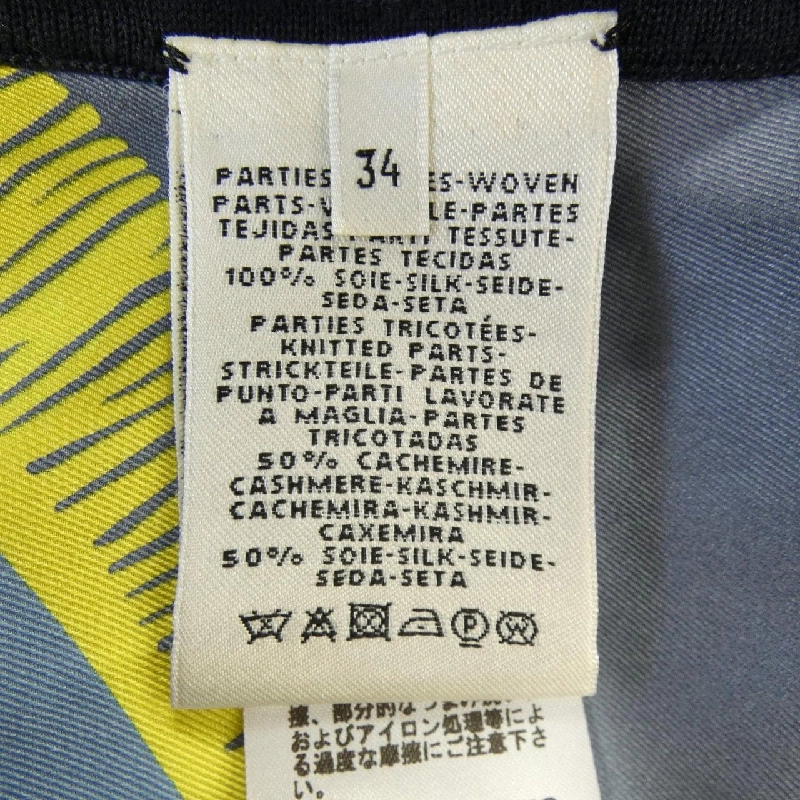 34
PARTIES ES-WOVEN
PARTS- LE-PARTES
TEJIDAS PARTI TESSUTE-
PARTES TECIDAS
100% SOIE-SILK-SEIDE-
SEDA-SETA
PARTIES TRICOTÉES-
KNITTED PARTS-
STRICKTEILE-PARTES DE
PUNTO-PARTI LAVORATE
A MAGLIA-PARTES
TRICOTADAS
50% CACHEMIRE-
CASHMERE-KASCHMIR-
CACHEMIRA-KASHMIR-
CAXEMIRA
50% SOIE-SILK-SEIDE-
SEDA-SETA
P W
擦、部分的な
およびアイロン処理等によ
る過度な摩擦にご注意下さ
い。